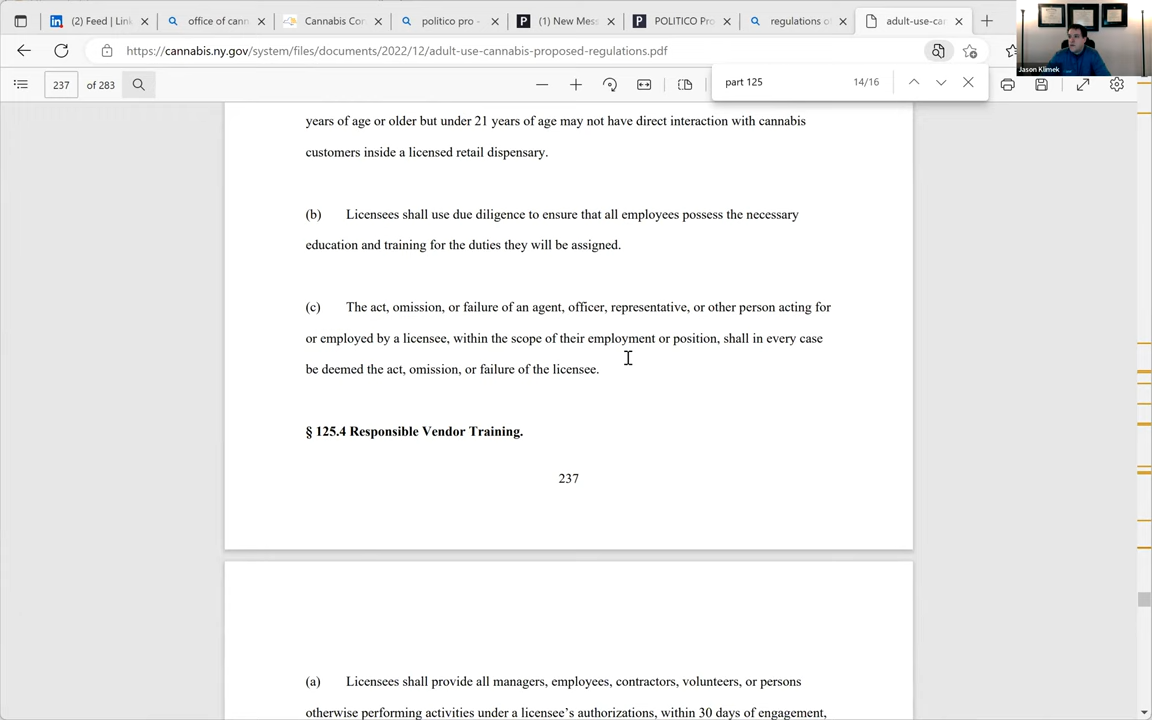 (2) Feed | Link
office of cann
Cannabis Con
politico pro -
(1) New Mess
POLITICO Pro
regulations of
adult-use-can
https://cannabis.ny.gov/system/files/documents/2022/12/adult-use-cannabis-proposed-regulations.pdf
Jason Klimek
237 of 283
part 125 14/16
years of age or older but under 21 years of age may not have direct interaction with cannabis
customers inside a licensed retail dispensary.
(b) Licensees shall use due diligence to ensure that all employees possess the necessary
education and training for the duties they will be assigned.
(c) The act, omission, or failure of an agent, officer, representative, or other person acting for
or employed by a licensee, within the scope of their employment or position, shall in every case
be deemed the act, omission, or failure of the licensee.
§ 125.4 Responsible Vendor Training.
237
(a) Licensees shall provide all managers, employees, contractors, volunteers, or persons
otherwise performing activities under a licensee's authorizations, within 30 days of engagement,